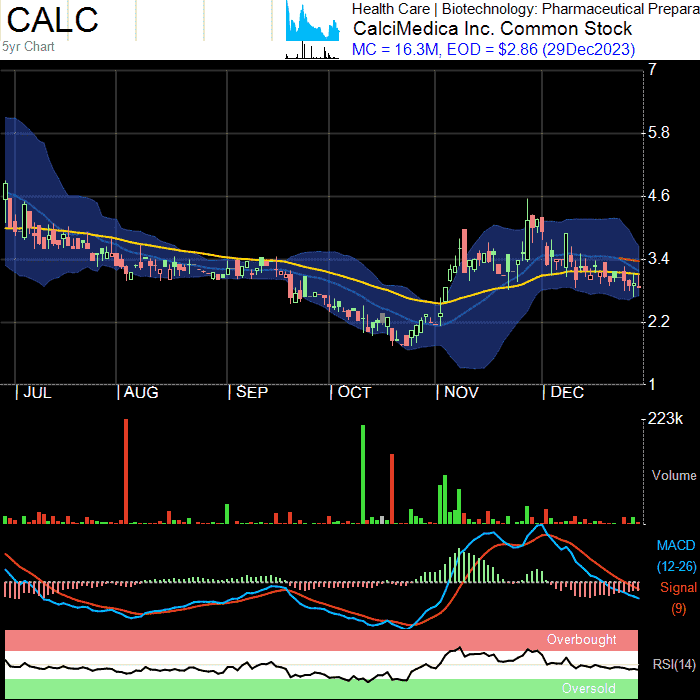 CALC
5yr Chart
Health Care | Biotechnology: Pharmaceutical Prepara
CalciMedica Inc. Common Stock
MC = 16.3M, EOD = $2.86 (29Dec2023)
7
5.8
4.6
3.4
2.2
1
| JUL | AUG | SEP | OCT | NOV | DEC
223k
Volume
MACD
(12-26)
Signal
(9)
Overbought
RSI(14)
Oversold